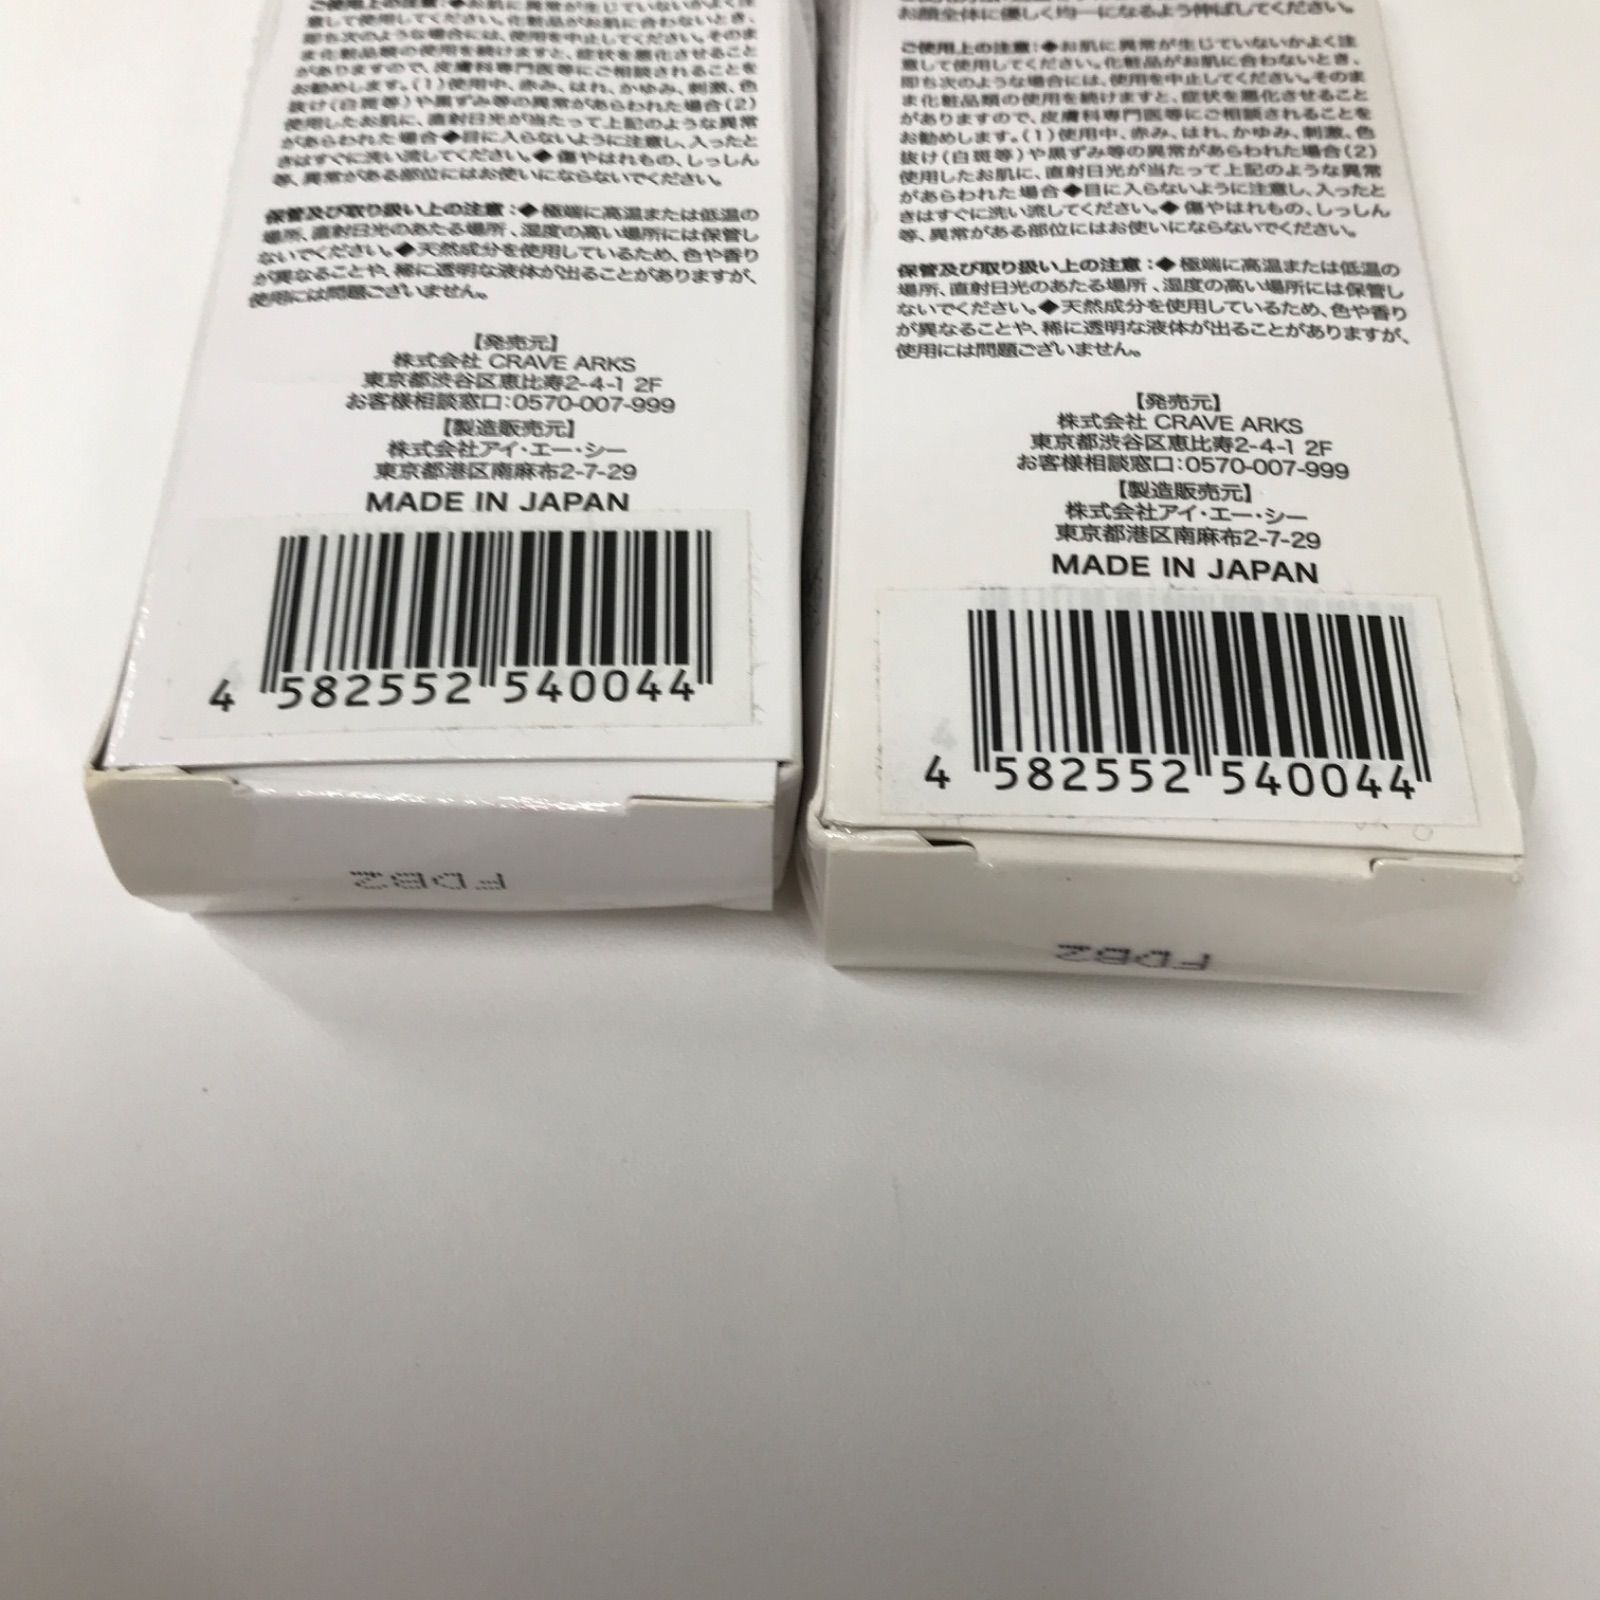 ご使用上の注意:◆お肌に異常が生じていないかよく注
意して使用してください。化粧品がお肌に合わないとき、
即ち次のような場合には、使用を中止してください。そのま
ま化粧品類の使用を続けますと、症状を悪化させること
がありますので、皮膚科専門医等にご相談されることを
お勧めします。(1)使用中、赤み、はれ、かゆみ、刺激、色
抜け(白斑等)や黒ずみ等の異常があらわれた場合(2)
使用したお肌に、直射日光が当たって上記のような異常
があらわれた場合◆目に入らないように注意し、入ったと
きはすぐに洗い流してください。◆傷やはれもの、しっしん
等、異常がある部位にはお使いにならないでください。
保管及び取り扱い上の注意:◆極端に高温または低温の
場所、直射日光のあたる場所、湿度の高い場所には保管し
ないでください。◆天然成分を使用しているため、色や香り
が異なることや、稀に透明な液体が出ることがありますが、
使用には問題ございません。
【発売元】
株式会社 CRAVE ARKS
東京都渋谷区恵比寿2-4-1 2F
お客様相談窓口:0570-007-999
【製造販売元】
株式会社アイ・エー・シー
東京都港区南麻布2-7-29
MADE IN JAPAN
4 582552 540044
FDB2
お顔全体に優しく均一になるよう伸ばしてください。
ご使用上の注意:◆お肌に異常が生じていないかよく注
意して使用してください。化粧品がお肌に合わないとき、
即ち次のような場合には、使用を中止してください。そのま
ま化粧品類の使用を続けますと、症状を悪化させること
がありますので、皮膚科専門医等にご相談されることを
お勧めします。(1)使用中、赤み、はれ、かゆみ、刺激、色
抜け(白斑等)や黒ずみ等の異常があらわれた場合(2)
使用したお肌に、直射日光が当たって上記のような異常
があらわれた場合◆目に入らないように注意し、入ったと
きはすぐに洗い流してください。◆傷やはれもの、しっしん
等、異常がある部位にはお使いにならないでください。
保管及び取り扱い上の注意:◆極端に高温または低温の
場所、直射日光のあたる場所、湿度の高い場所には保管し
ないでください。◆天然成分を使用しているため、色や香り
が異なることや、稀に透明な液体が出ることがありますが、
使用には問題ございません。
【発売元】
株式会社 CRAVE ARKS
東京都渋谷区恵比寿2-4-1 2F
お客様相談窓口:0570-007-999
【製造販売元】
株式会社アイ・エー・シー
東京都港区南麻布2-7-29
MADE IN JAPAN
4 582552 540044
FDB2